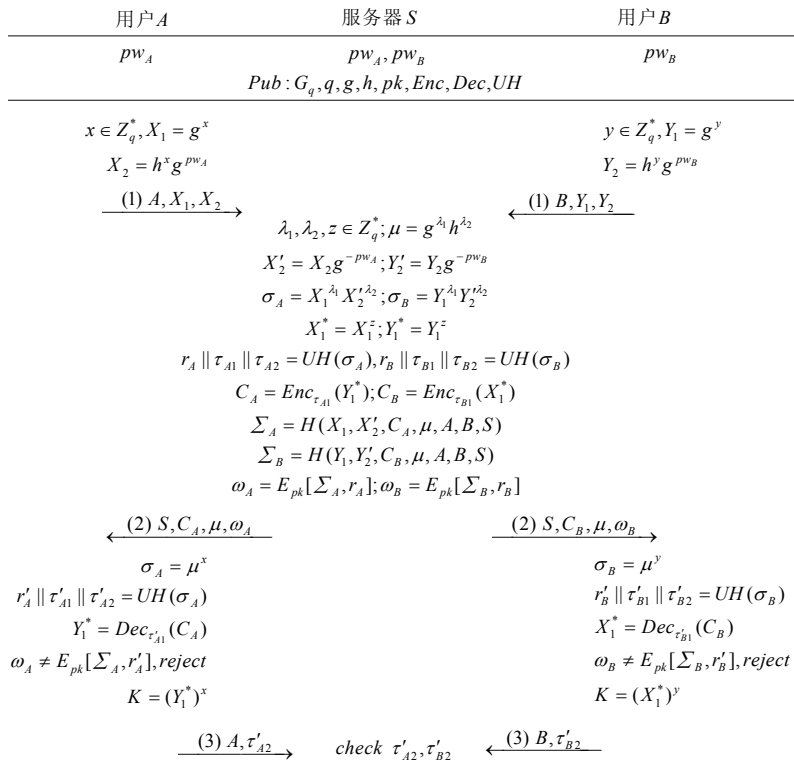 用户A 服务器S 用户B
pw_A pw_A, pw_B pw_B
Pub: G_q, q, g, h, pk, Enc, Dec, UH
x ∈ Z_q^*, X_1 = g^x y ∈ Z_q^*, Y_1 = g^y
X_2 = h^x g^{pw_A} Y_2 = h^y g^{pw_B}
(1) A, X_1, X_2 (1) B, Y_1, Y_2
λ_1, λ_2, z ∈ Z_q^*; μ = g^{λ_1} h^{λ_2}
X_2′ = X_2 g^{-pw_A}; Y_2′ = Y_2 g^{-pw_B}
σ_A = X_1^{λ_1} X_2′^{λ_2}; σ_B = Y_1^{λ_1} Y_2′^{λ_2}
X_1^* = X_1^z; Y_1^* = Y_1^z
r_A || τ_{A1} || τ_{A2} = UH(σ_A), r_B || τ_{B1} || τ_{B2} = UH(σ_B)
C_A = Enc_{τ_{A1}}(Y_1^*); C_B = Enc_{τ_{B1}}(X_1^*)
Σ_A = H(X_1, X_2′, C_A, μ, A, B, S)
Σ_B = H(Y_1, Y_2′, C_B, μ, A, B, S)
ω_A = E_{pk}[Σ_A, r_A]; ω_B = E_{pk}[Σ_B, r_B]
(2) S, C_A, μ, ω_A (2) S, C_B, μ, ω_B
σ_A = μ^x σ_B = μ^y
r_A′ || τ_{A1}′ || τ_{A2}′ = UH(σ_A) r_B′ || τ_{B1}′ || τ_{B2}′ = UH(σ_B)
Y_1^* = Dec_{τ_{A1}′}(C_A) X_1^* = Dec_{τ_{B1}′}(C_B)
ω_A ≠ E_{pk}[Σ_A, r_A′], reject ω_B ≠ E_{pk}[Σ_B, r_B′], reject
K = (Y_1^*)^x K = (X_1^*)^y
(3) A, τ_{A2}′ check τ_{A2}′, τ_{B2}′ (3) B, τ_{B2}′